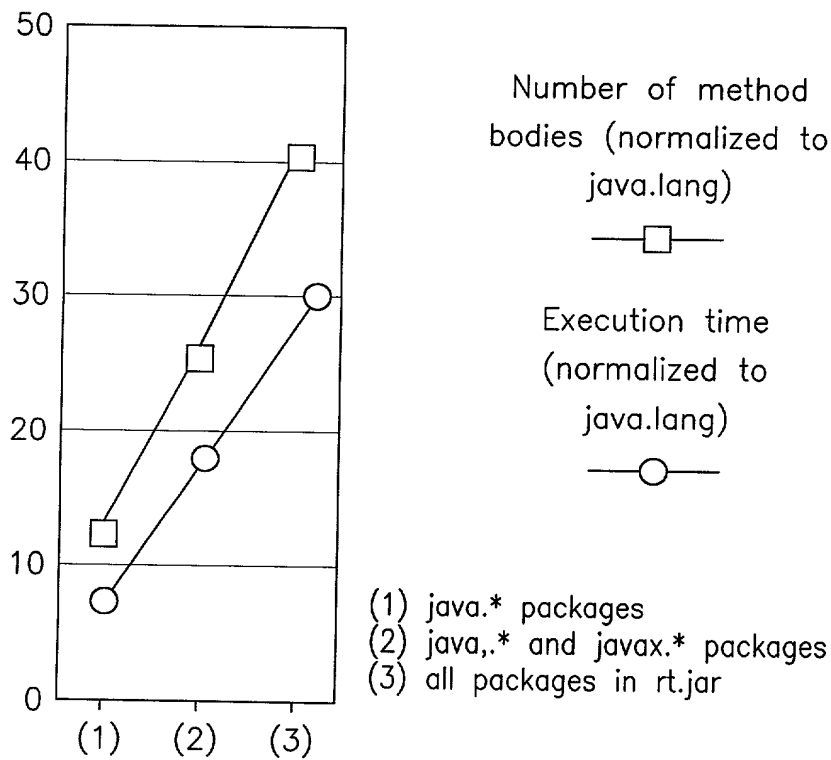 50
40
30
20
10
0
(1) (2) (3)
Number of method
bodies (normalized to
java.lang)
Execution time
(normalized to
java.lang)
(1) java.* packages
(2) java,.* and javax.* packages
(3) all packages in rt.jar